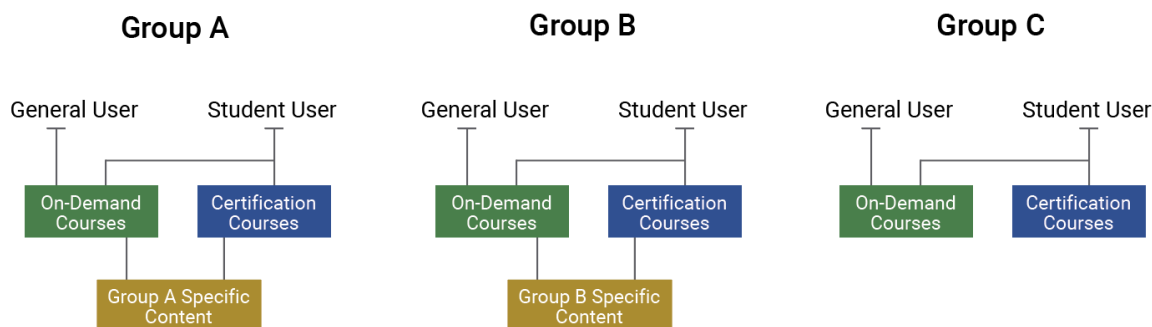 Group A
General User
Student User
On-Demand
Courses
Certification
Courses
Group A Specific
Content
Group B
General User
Student User
On-Demand
Courses
Certification
Courses
Group B Specific
Content
Group C
General User
Student User
On-Demand
Courses
Certification
Courses